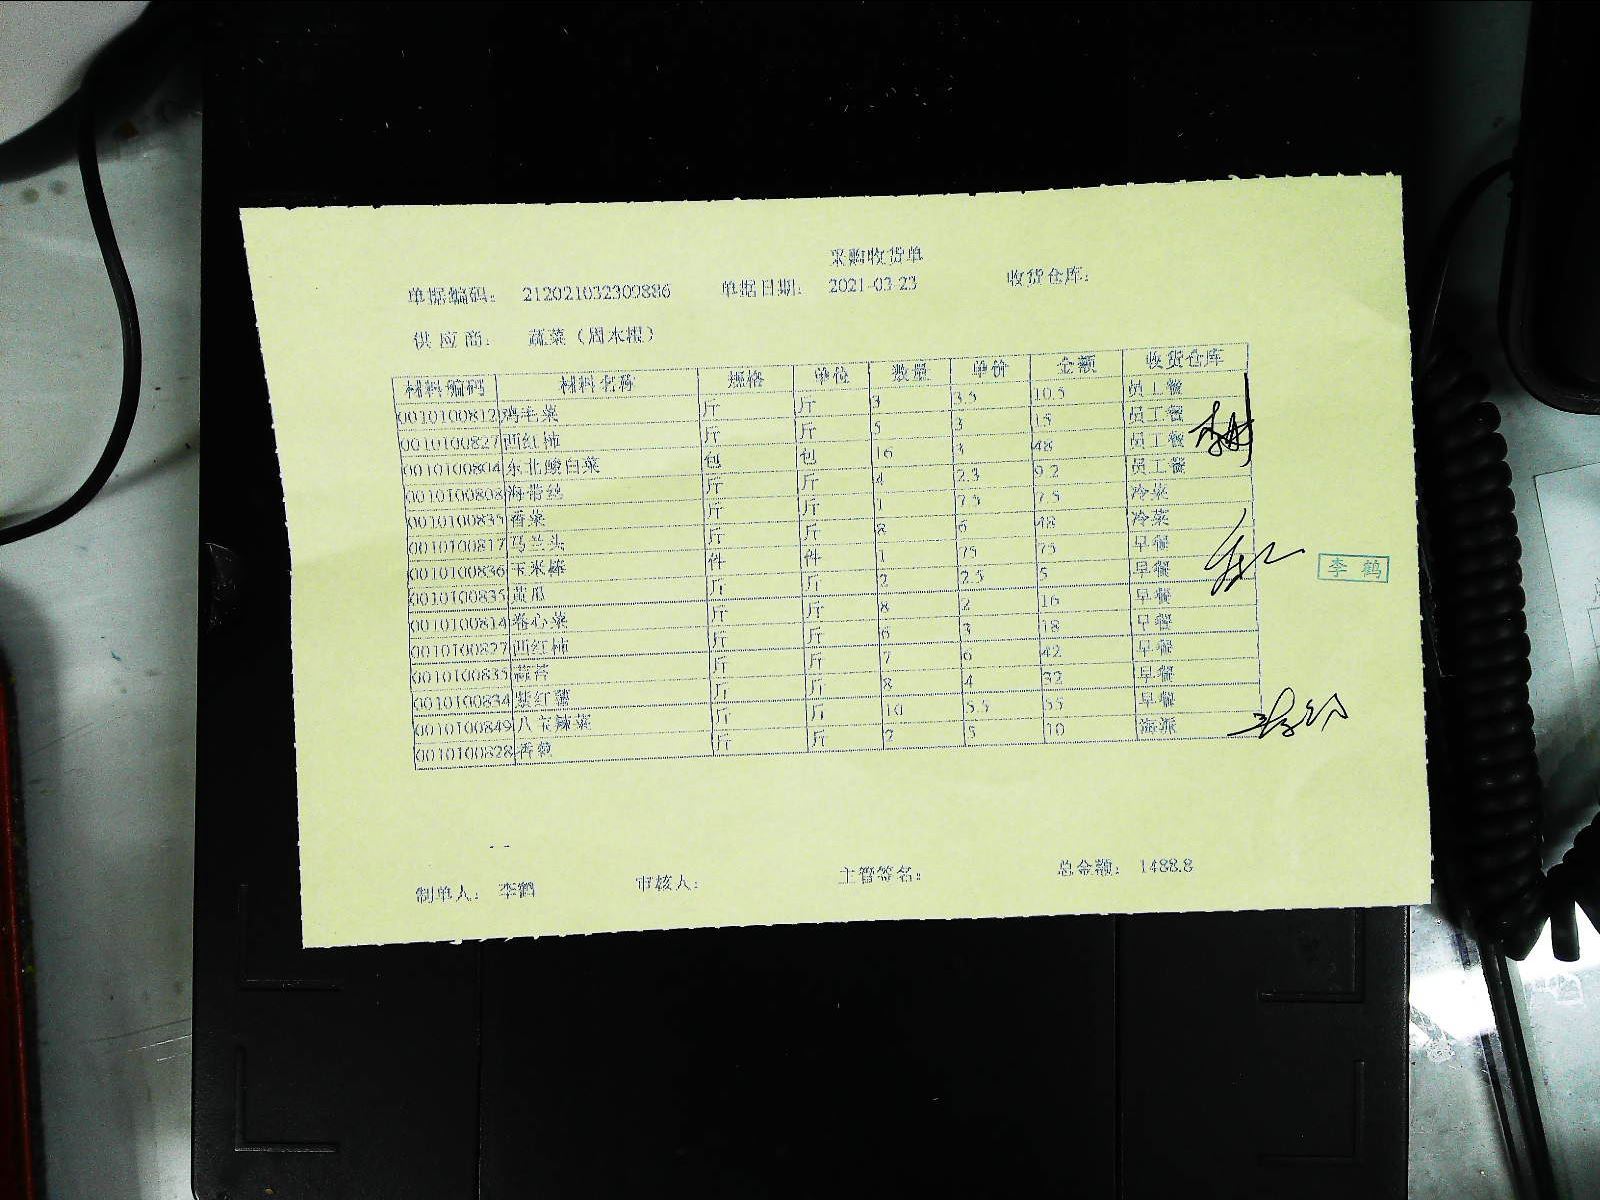 采购收货单
单据编码： 212021032309886 单据日期： 2021-03-23 收货仓库：
供应商： 蔬菜（周木根）
材料编码 材料名称 规格 单位 数量 单价 金额 收货仓库
0010100812 鸡毛菜 斤 斤 3 3.5 10.5 员工餐
0010100827 西红柿 斤 斤 5 3 15 员工餐
0010100804 东北酸白菜 包 包 16 3 48 员工餐
0010100808 海带丝 斤 斤 4 2.3 9.2 员工餐
0010100835 香菜 斤 斤 1 7.5 7.5 冷菜
0010100817 马兰头 斤 斤 8 6 48 冷菜
0010100836 玉米棒 件 件 1 75 75 早餐
0010100835 黄瓜 斤 斤 2 2.5 5 早餐
0010100814 卷心菜 斤 斤 8 2 16 早餐
0010100827 西红柿 斤 斤 6 3 18 早餐
0010100835 蒜苔 斤 斤 7 6 42 早餐
0010100834 紫红薯 斤 斤 8 4 32 早餐
0010100849 八宝辣菜 斤 斤 10 5.5 55 早餐
0010100828 香葱 斤 斤 2 5 10 海派
李鹤
制单人： 李鹤 审核人： 主管签名： 总金额： 1488.8